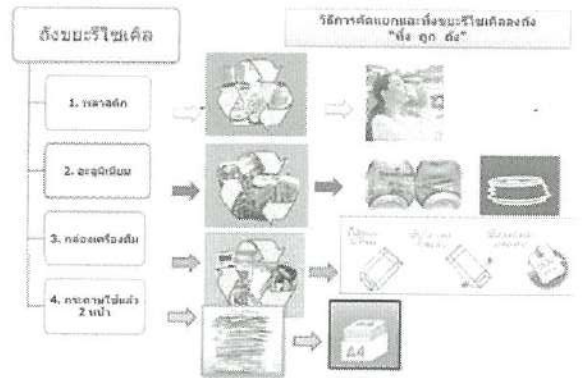 ถังขยะรีไซเคิล
วิธีการคัดแยกและทิ้งขยะรีไซเคิลลงถัง
"ทิ้ง ถูก ถัง"
1. พลาสติก
2. อะลูมิเนียม
3. กล่องเครื่องดื่ม
4. กระดาษใช้แล้ว
2 หน้า
A4